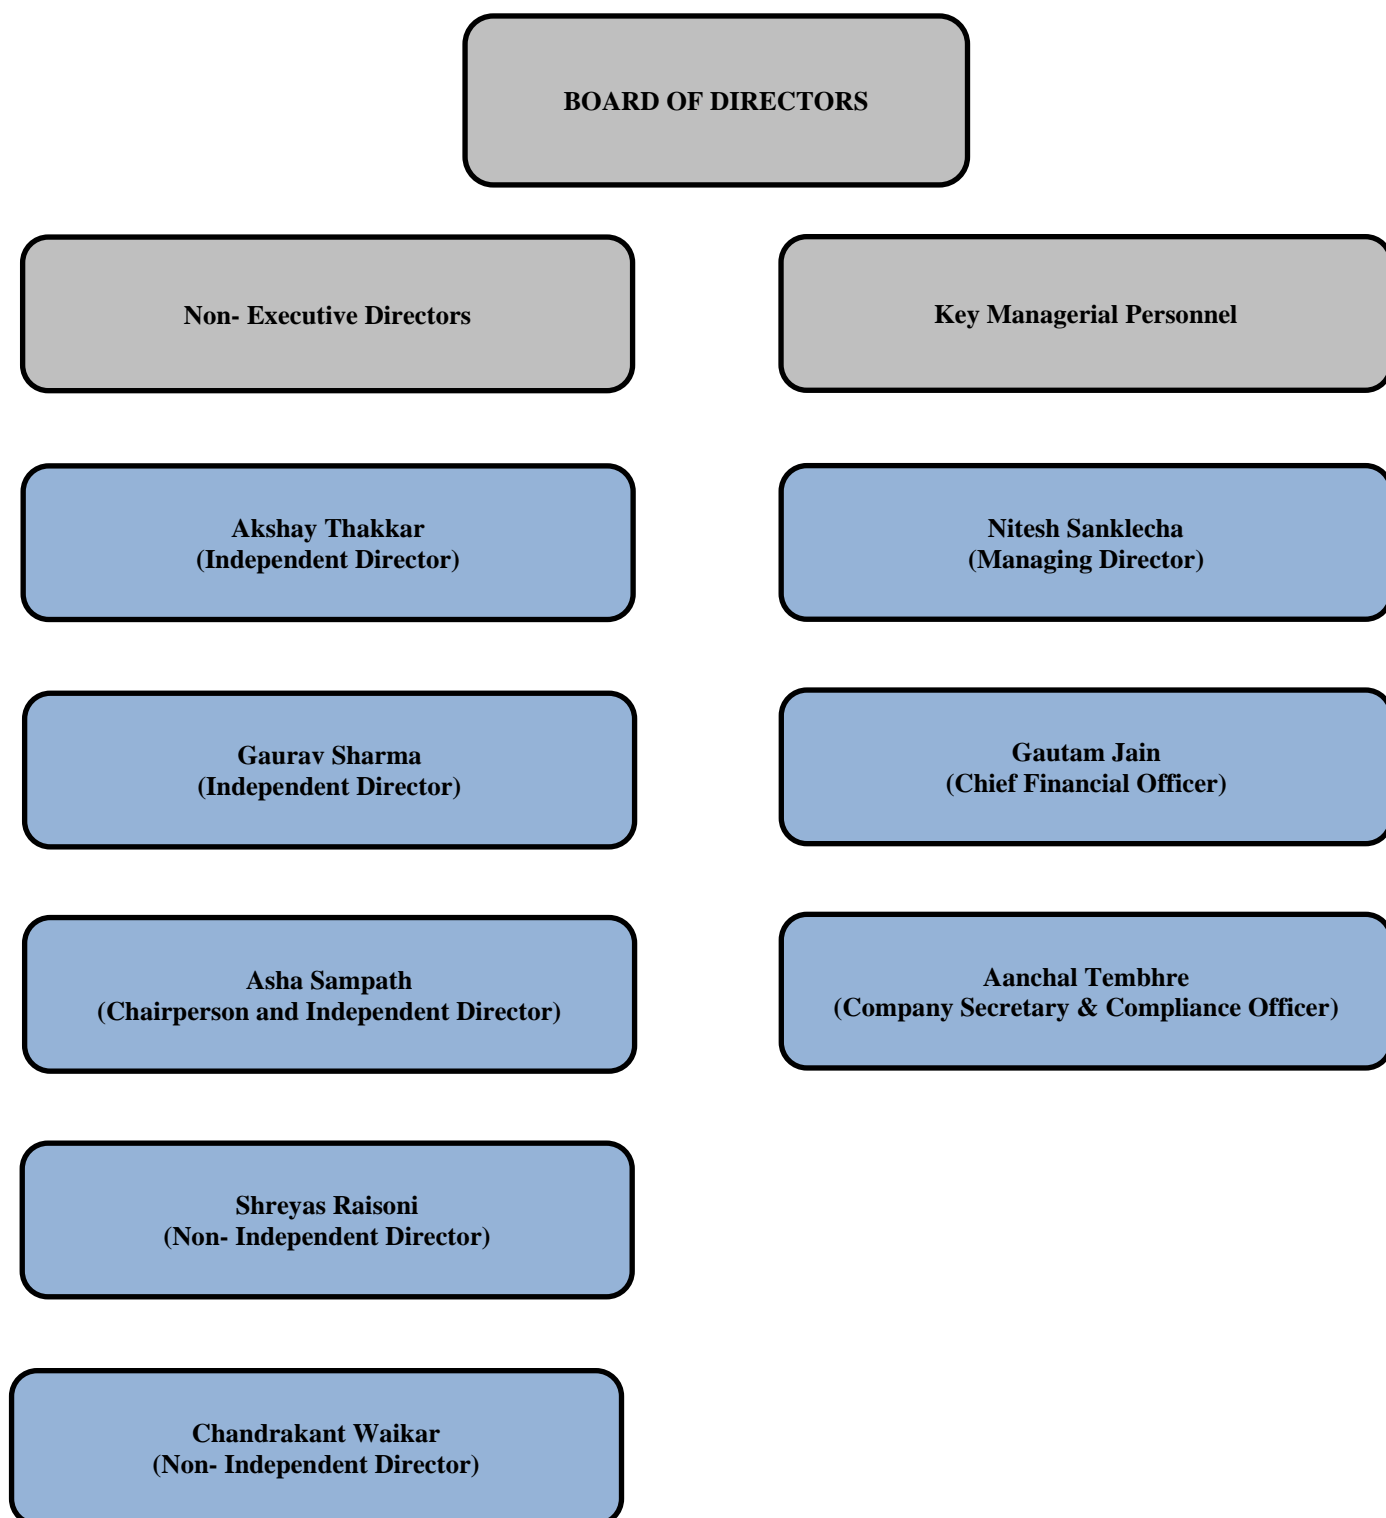 BOARD OF DIRECTORS
Non- Executive Directors
Key Managerial Personnel
Akshay Thakkar
(Independent Director)
Nitesh Sanklecha
(Managing Director)
Gaurav Sharma
(Independent Director)
Gautam Jain
(Chief Financial Officer)
Asha Sampath
(Chairperson and Independent Director)
Aanchal Tembhre
(Company Secretary & Compliance Officer)
Shreyas Raisoni
(Non- Independent Director)
Chandrakant Waikar
(Non- Independent Director)